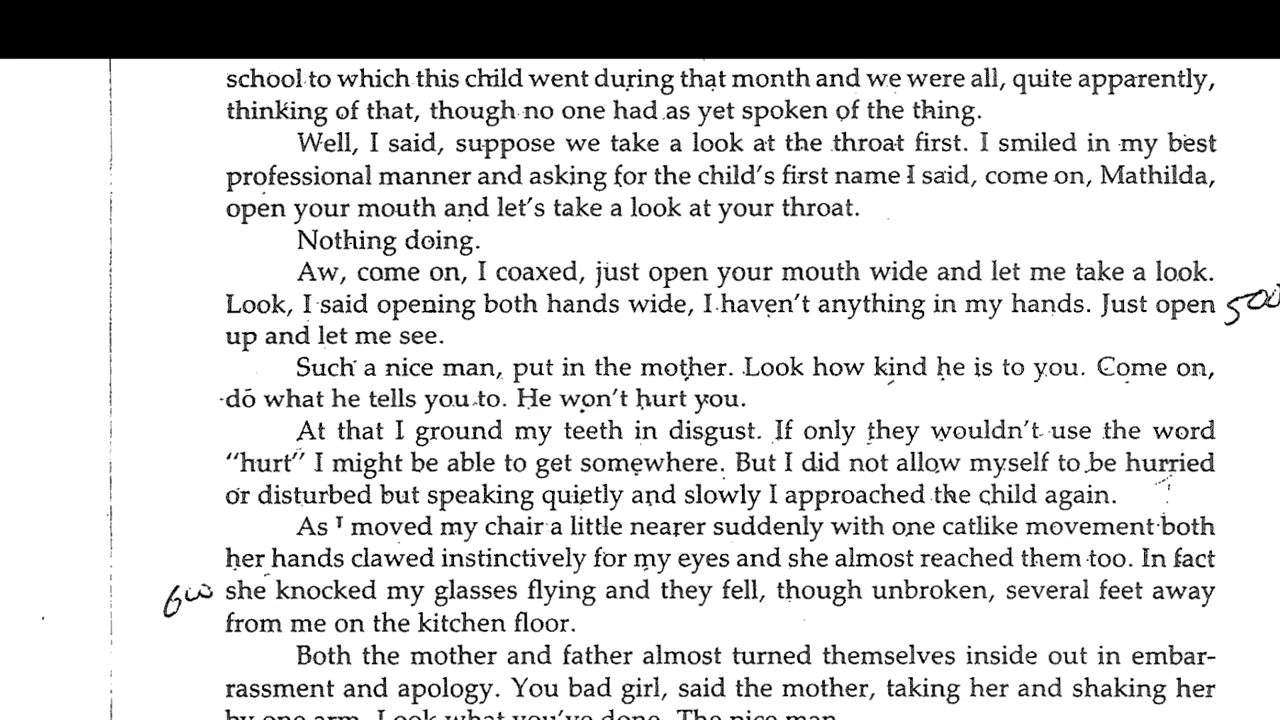 school to which this child went during that month and we were all, quite apparently,
thinking of that, though no one had as yet spoken of the thing.
Well, I said, suppose we take a look at the throat first. I smiled in my best
professional manner and asking for the child's first name I said, come on, Mathilda,
open your mouth and let's take a look at your throat.
Nothing doing.
Aw, come on, I coaxed, just open your mouth wide and let me take a look.
Look, I said opening both hands wide, I haven't anything in my hands. Just open 500
up and let me see.
Such a nice man, put in the mother. Look how kind he is to you. Come on,
do what he tells you to. He won't hurt you.
At that I ground my teeth in disgust. If only they wouldn't use the word
"hurt" I might be able to get somewhere. But I did not allow myself to be hurried
or disturbed but speaking quietly and slowly I approached the child again.
As I moved my chair a little nearer suddenly with one catlike movement both
her hands clawed instinctively for my eyes and she almost reached them too. In fact
600 she knocked my glasses flying and they fell, though unbroken, several feet away
from me on the kitchen floor.
Both the mother and father almost turned themselves inside out in embar-
rassment and apology. You bad girl, said the mother, taking her and shaking her
by one arm. Look what you've done. The nice man